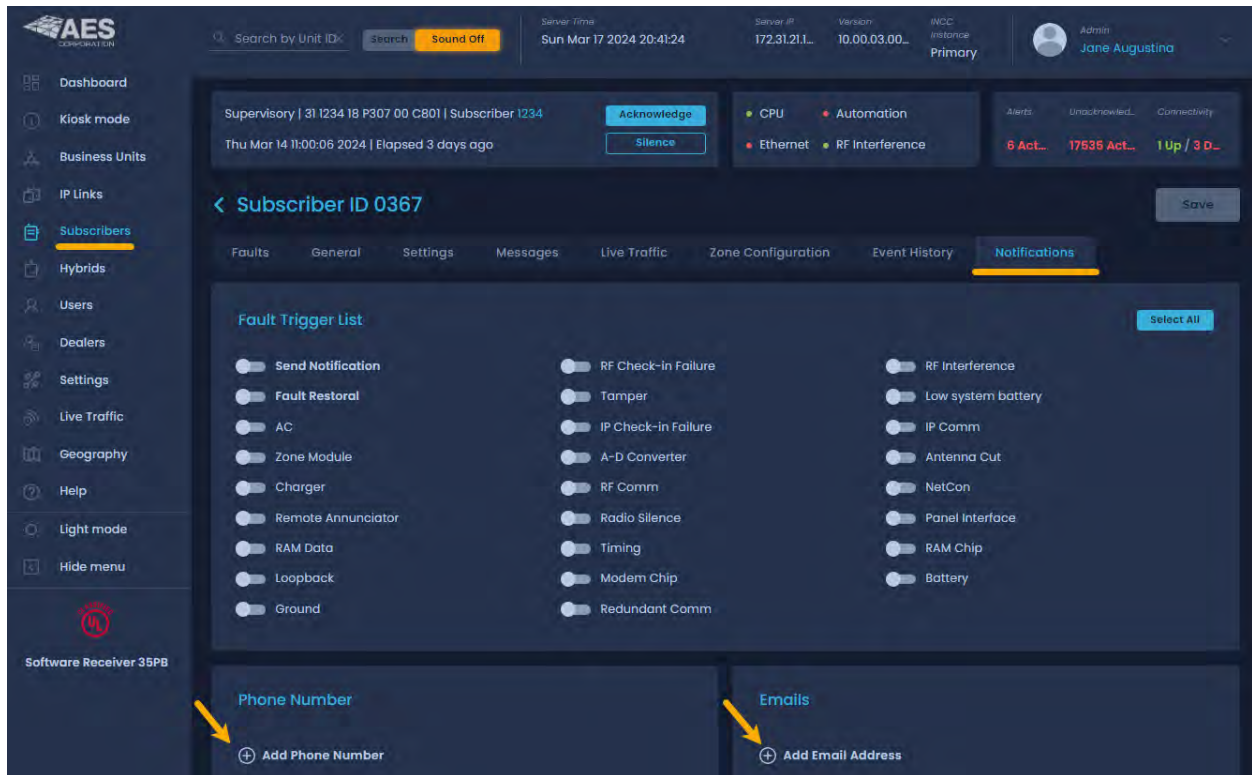 AES
CORPORATION
Search by Unit ID
Search
Sound Off
Server Time
Sun Mar 17 2024 20:41:24
Server IP
172.31.21.1...
Version
10.00.03.00...
INCC
Instance
Primary
Admin
Jane Augustina
Dashboard
Kiosk mode
Business Units
IP Links
Subscribers
Hybrids
Users
Dealers
Settings
Live Traffic
Geography
Help
Light mode
Hide menu
UL
Software Receiver 35PB
Supervisory | 31 1234 18 P307 00 C801 | Subscriber 1234
Acknowledge
Thu Mar 14 11:00:06 2024 | Elapsed 3 days ago
Silence
CPU
Automation
Ethernet
RF Interference
Alerts
Unacknowled...
Connectivity
6 Act...
17535 Act...
1 Up / 3 D...
Subscriber ID 0367
Save
Faults
General
Settings
Messages
Live Traffic
Zone Configuration
Event History
Notifications
Fault Trigger List
Select All
Send Notification
RF Check-in Failure
RF Interference
Fault Restoral
Tamper
Low system battery
AC
IP Check-in Failure
IP Comm
Zone Module
A-D Converter
Antenna Cut
Charger
RF Comm
NetCon
Remote Annunciator
Radio Silence
Panel Interface
RAM Data
Timing
RAM Chip
Loopback
Modem Chip
Battery
Ground
Redundant Comm
Phone Number
Add Phone Number
Emails
Add Email Address